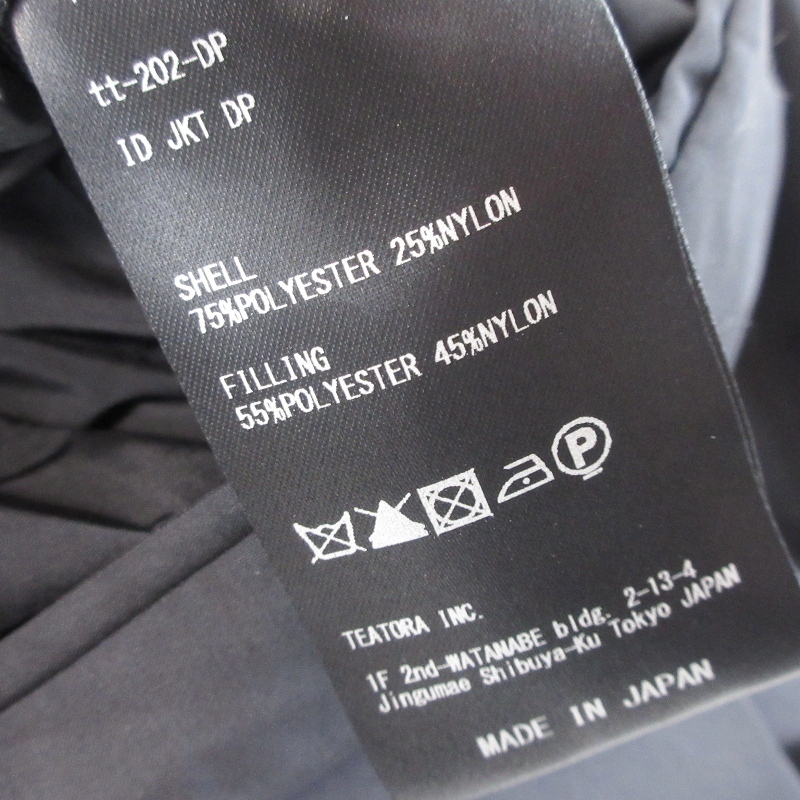 tt-202-DP
ID JKT DP
SHELL
75%POLYESTER 25%NYLON
FILLING
55%POLYESTER 45%NYLON
P
TEATORA INC.
1F 2nd-WATANABE bldg. 2-13-4
Jingumae Shibuya-Ku Tokyo JAPAN
MADE IN JAPAN